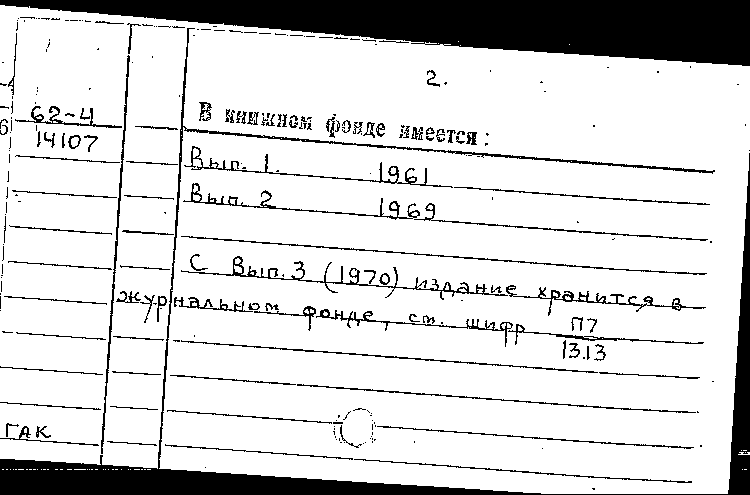 2.
62-4
14107
В книжном фонде имеется:
Вып. 1. 1961
Вып. 2 1969
С Вып. 3 (1970) издание хранится в
журнальном фонде, см. шифр П7
13.13
ГАК